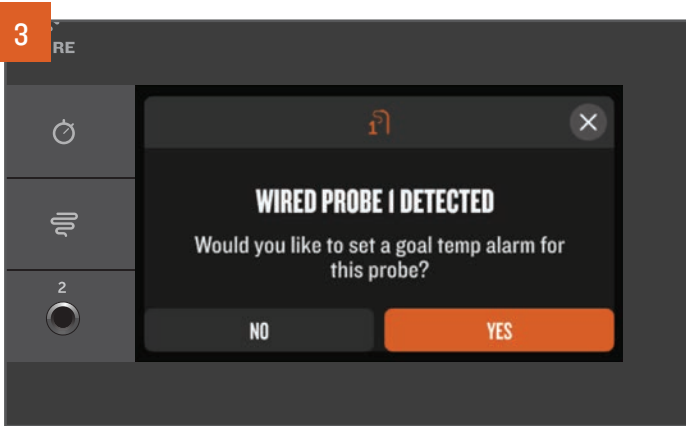 3
RE
1
WIRED PROBE 1 DETECTED
Would you like to set a goal temp alarm for
this probe?
2
NO
YES